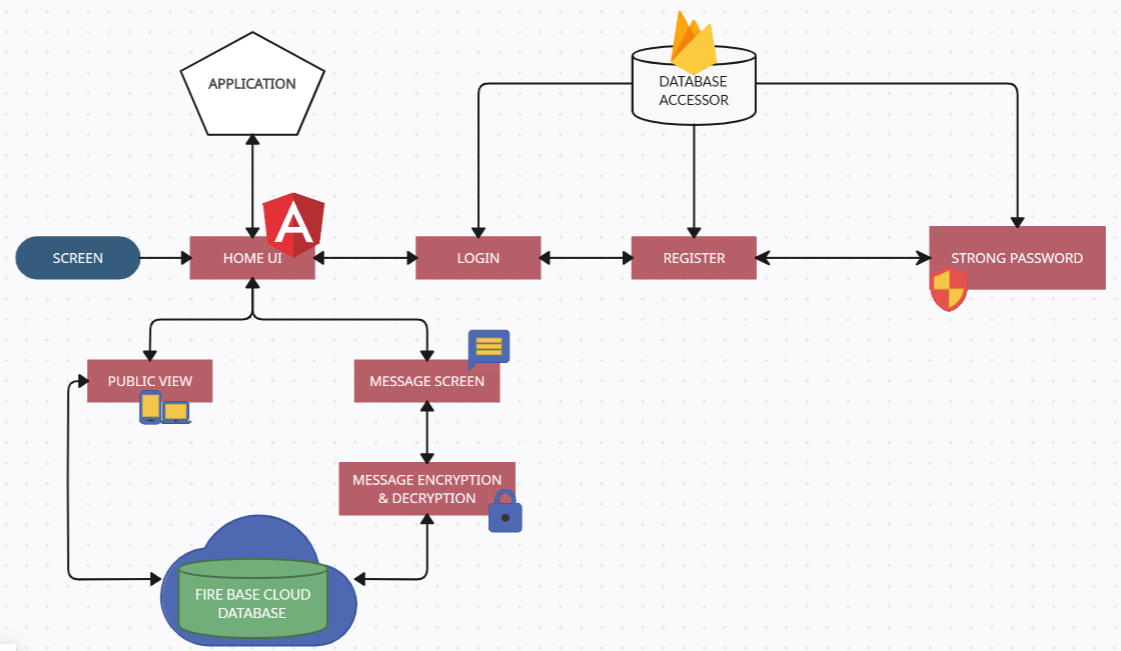 APPLICATION
DATABASE
ACCESSOR
SCREEN
HOME UI
LOGIN
REGISTER
STRONG PASSWORD
PUBLIC VIEW
MESSAGE SCREEN
MESSAGE ENCRYPTION
& DECRYPTION
FIRE BASE CLOUD
DATABASE